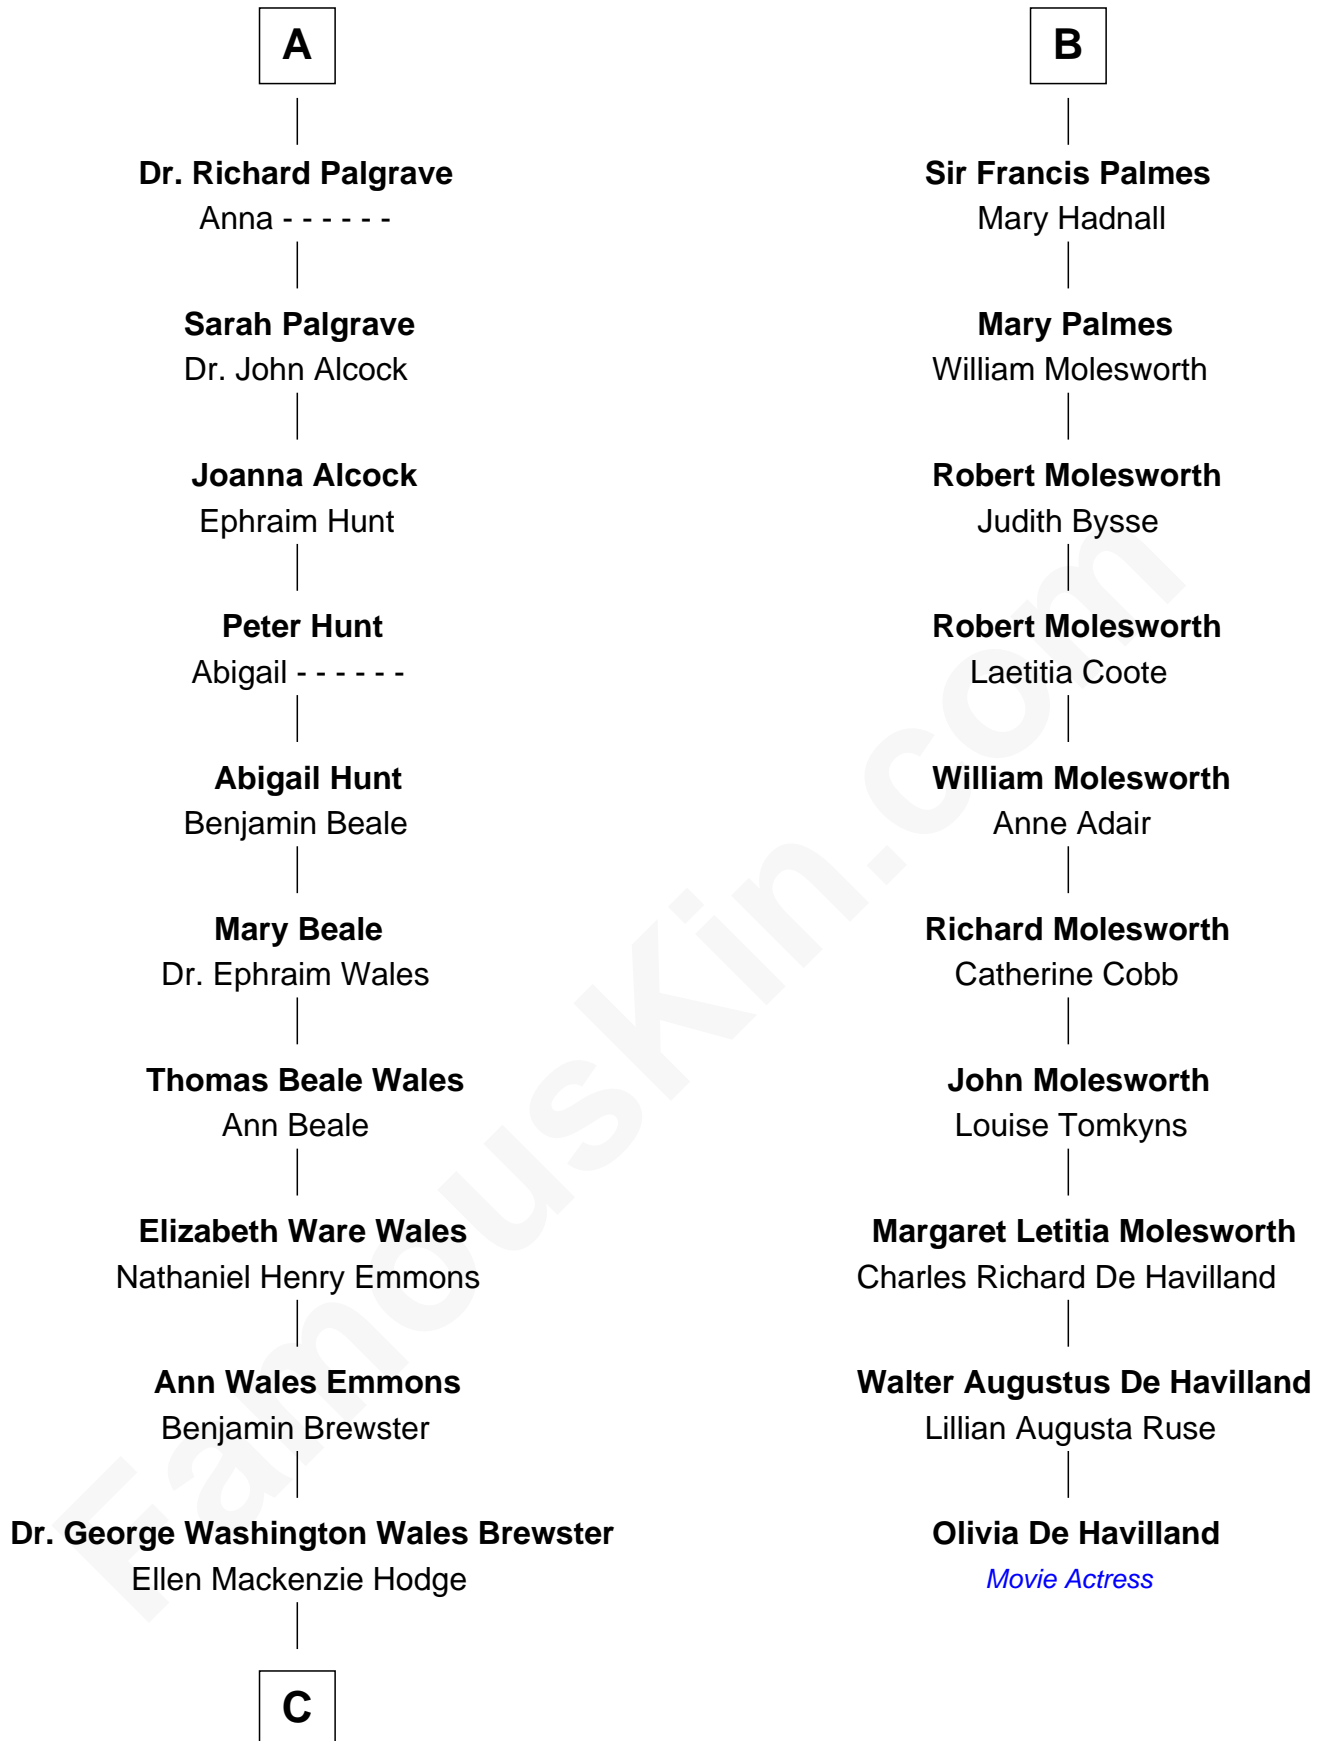 A
Dr. Richard Palgrave
Anna - - - - - -
Sarah Palgrave
Dr. John Alcock
Joanna Alcock
Ephraim Hunt
Peter Hunt
Abigail - - - - - -
Abigail Hunt
Benjamin Beale
Mary Beale
Dr. Ephraim Wales
Thomas Beale Wales
Ann Beale
Elizabeth Ware Wales
Nathaniel Henry Emmons
Ann Wales Emmons
Benjamin Brewster
Dr. George Washington Wales Brewster
Ellen Mackenzie Hodge
C
B
Sir Francis Palmes
Mary Hadnall
Mary Palmes
William Molesworth
Robert Molesworth
Judith Bysse
Robert Molesworth
Laetitia Coote
William Molesworth
Anne Adair
Richard Molesworth
Catherine Cobb
John Molesworth
Louise Tomkyns
Margaret Letitia Molesworth
Charles Richard De Havilland
Walter Augustus De Havilland
Lillian Augusta Ruse
Olivia De Havilland
Movie Actress
FamousKin.com